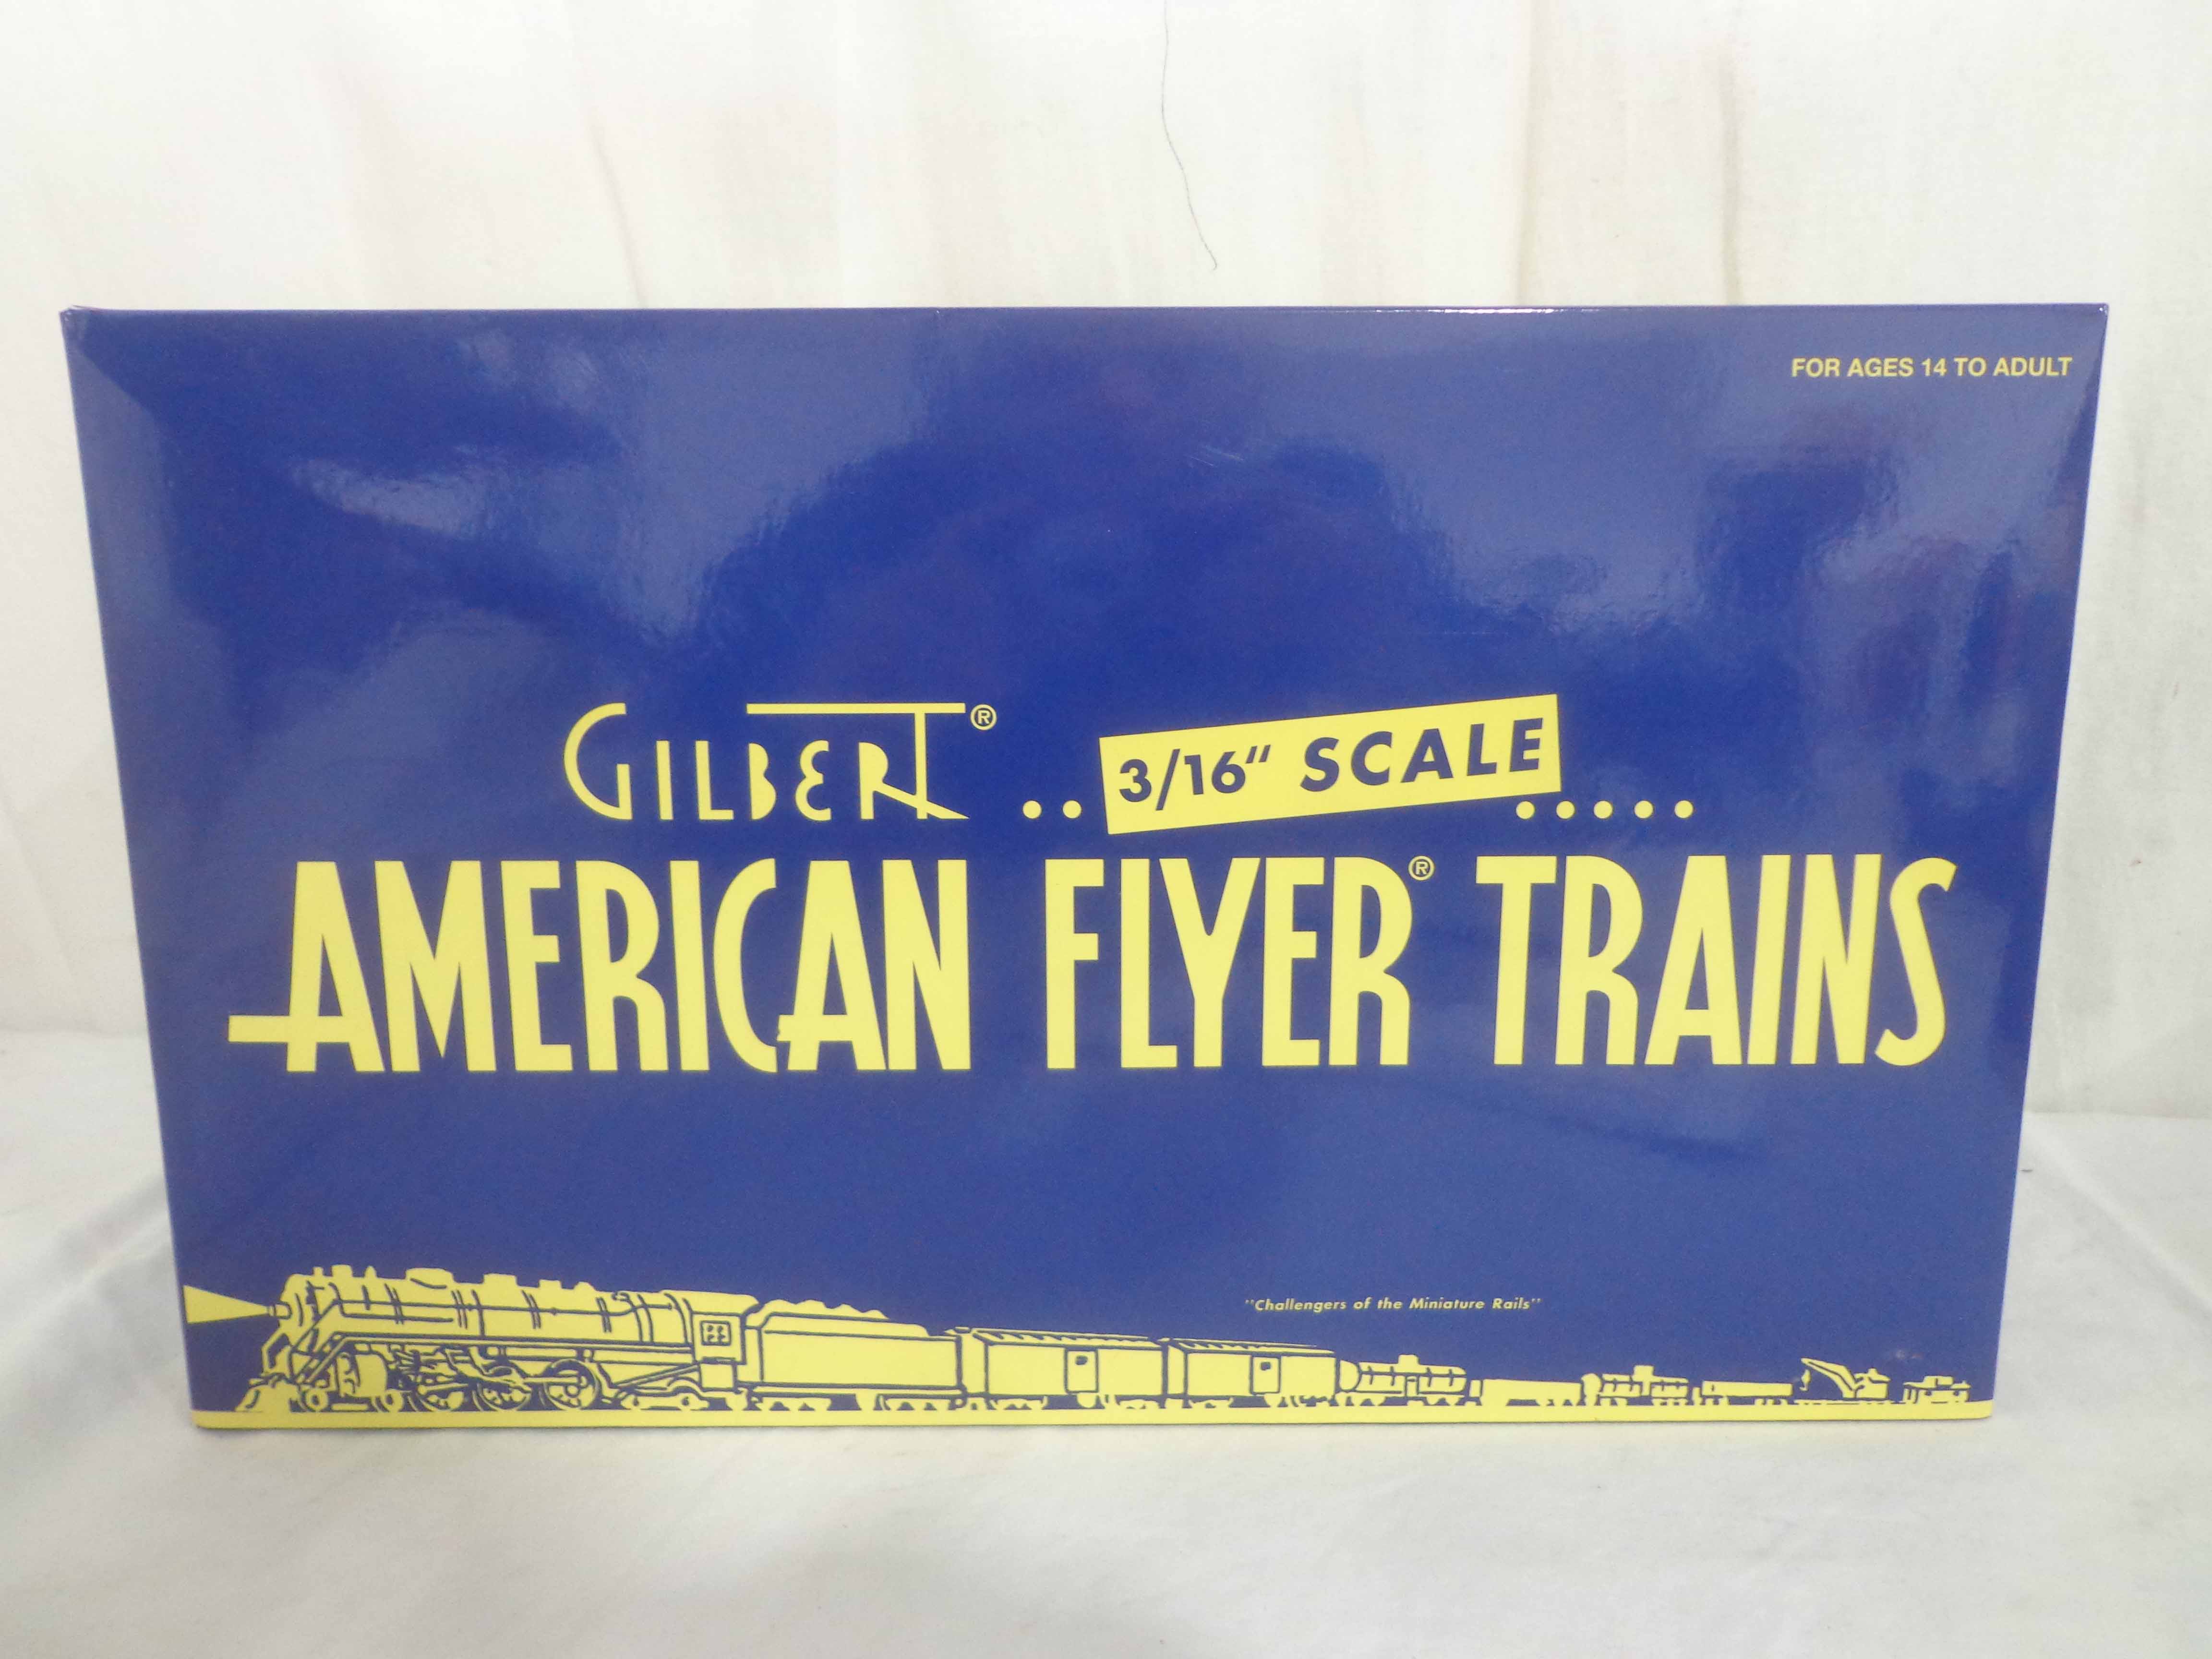 FOR AGES 14 TO ADULT
GILBERT® .. 3/16" SCALE .....
AMERICAN FLYER® TRAINS
"Challengers of the Miniature Rails"